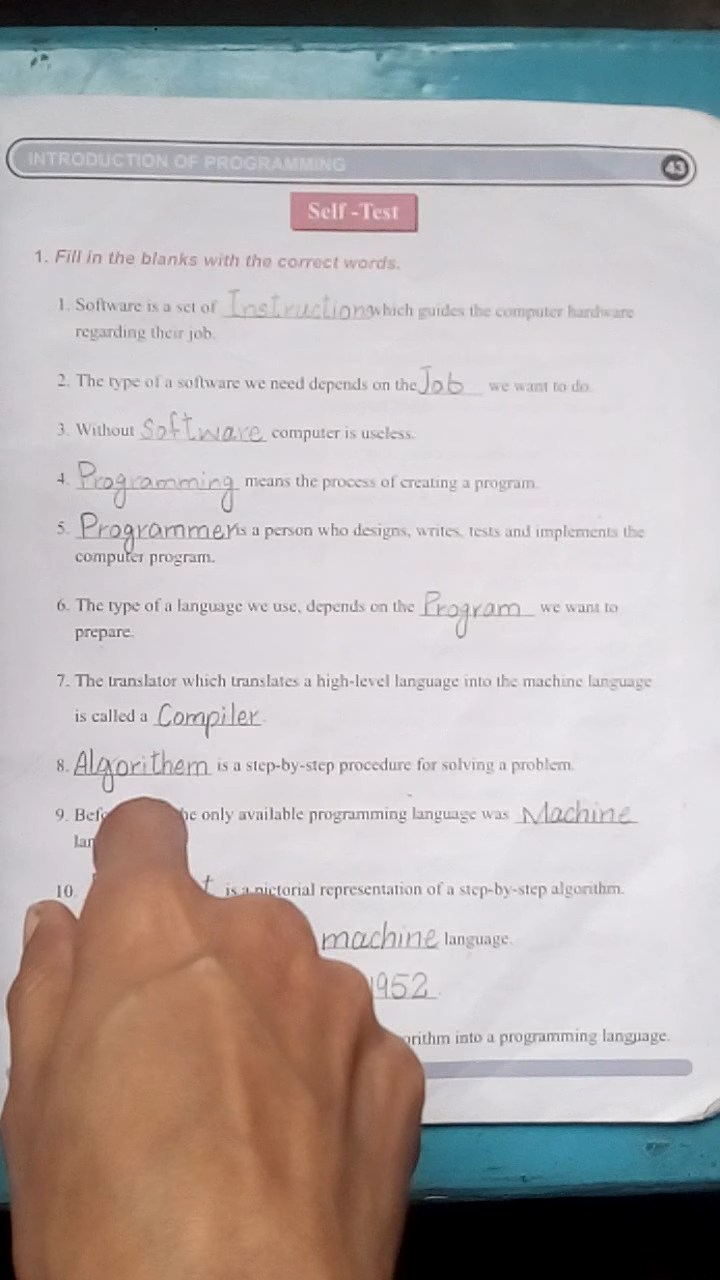 INTRODUCTION OF PROGRAMMING 43
Self -Test
1. Fill in the blanks with the correct words.
1. Software is a set of Instructions which guides the computer hardware
regarding their job.
2. The type of a software we need depends on the Job we want to do.
3. Without Software computer is useless.
4. Programming means the process of creating a program.
5. Programmer is a person who designs, writes, tests and implements the
computer program.
6. The type of a language we use, depends on the Program we want to
prepare.
7. The translator which translates a high-level language into the machine language
is called a Compiler.
8. Algorithem is a step-by-step procedure for solving a problem.
9. only available programming language was Machine
10. is a pictorial representation of a step-by-step algorithm.
machine language.
1952
into a programming language.